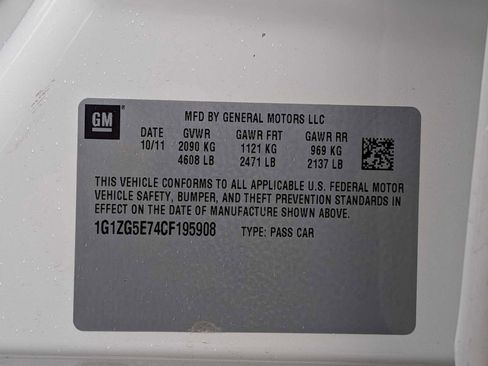 GM
MFD BY GENERAL MOTORS LLC
DATE GVWR GAWR FRT GAWR RR
10/11 2090 KG 1121 KG 969 KG
4608 LB 2471 LB 2137 LB
THIS VEHICLE CONFORMS TO ALL APPLICABLE U.S. FEDERAL MOTOR
VEHICLE SAFETY, BUMPER, AND THEFT PREVENTION STANDARDS
IN EFFECT ON THE DATE OF MANUFACTURE SHOWN ABOVE.
1G1ZG5E74CF195908 TYPE: PASS CAR